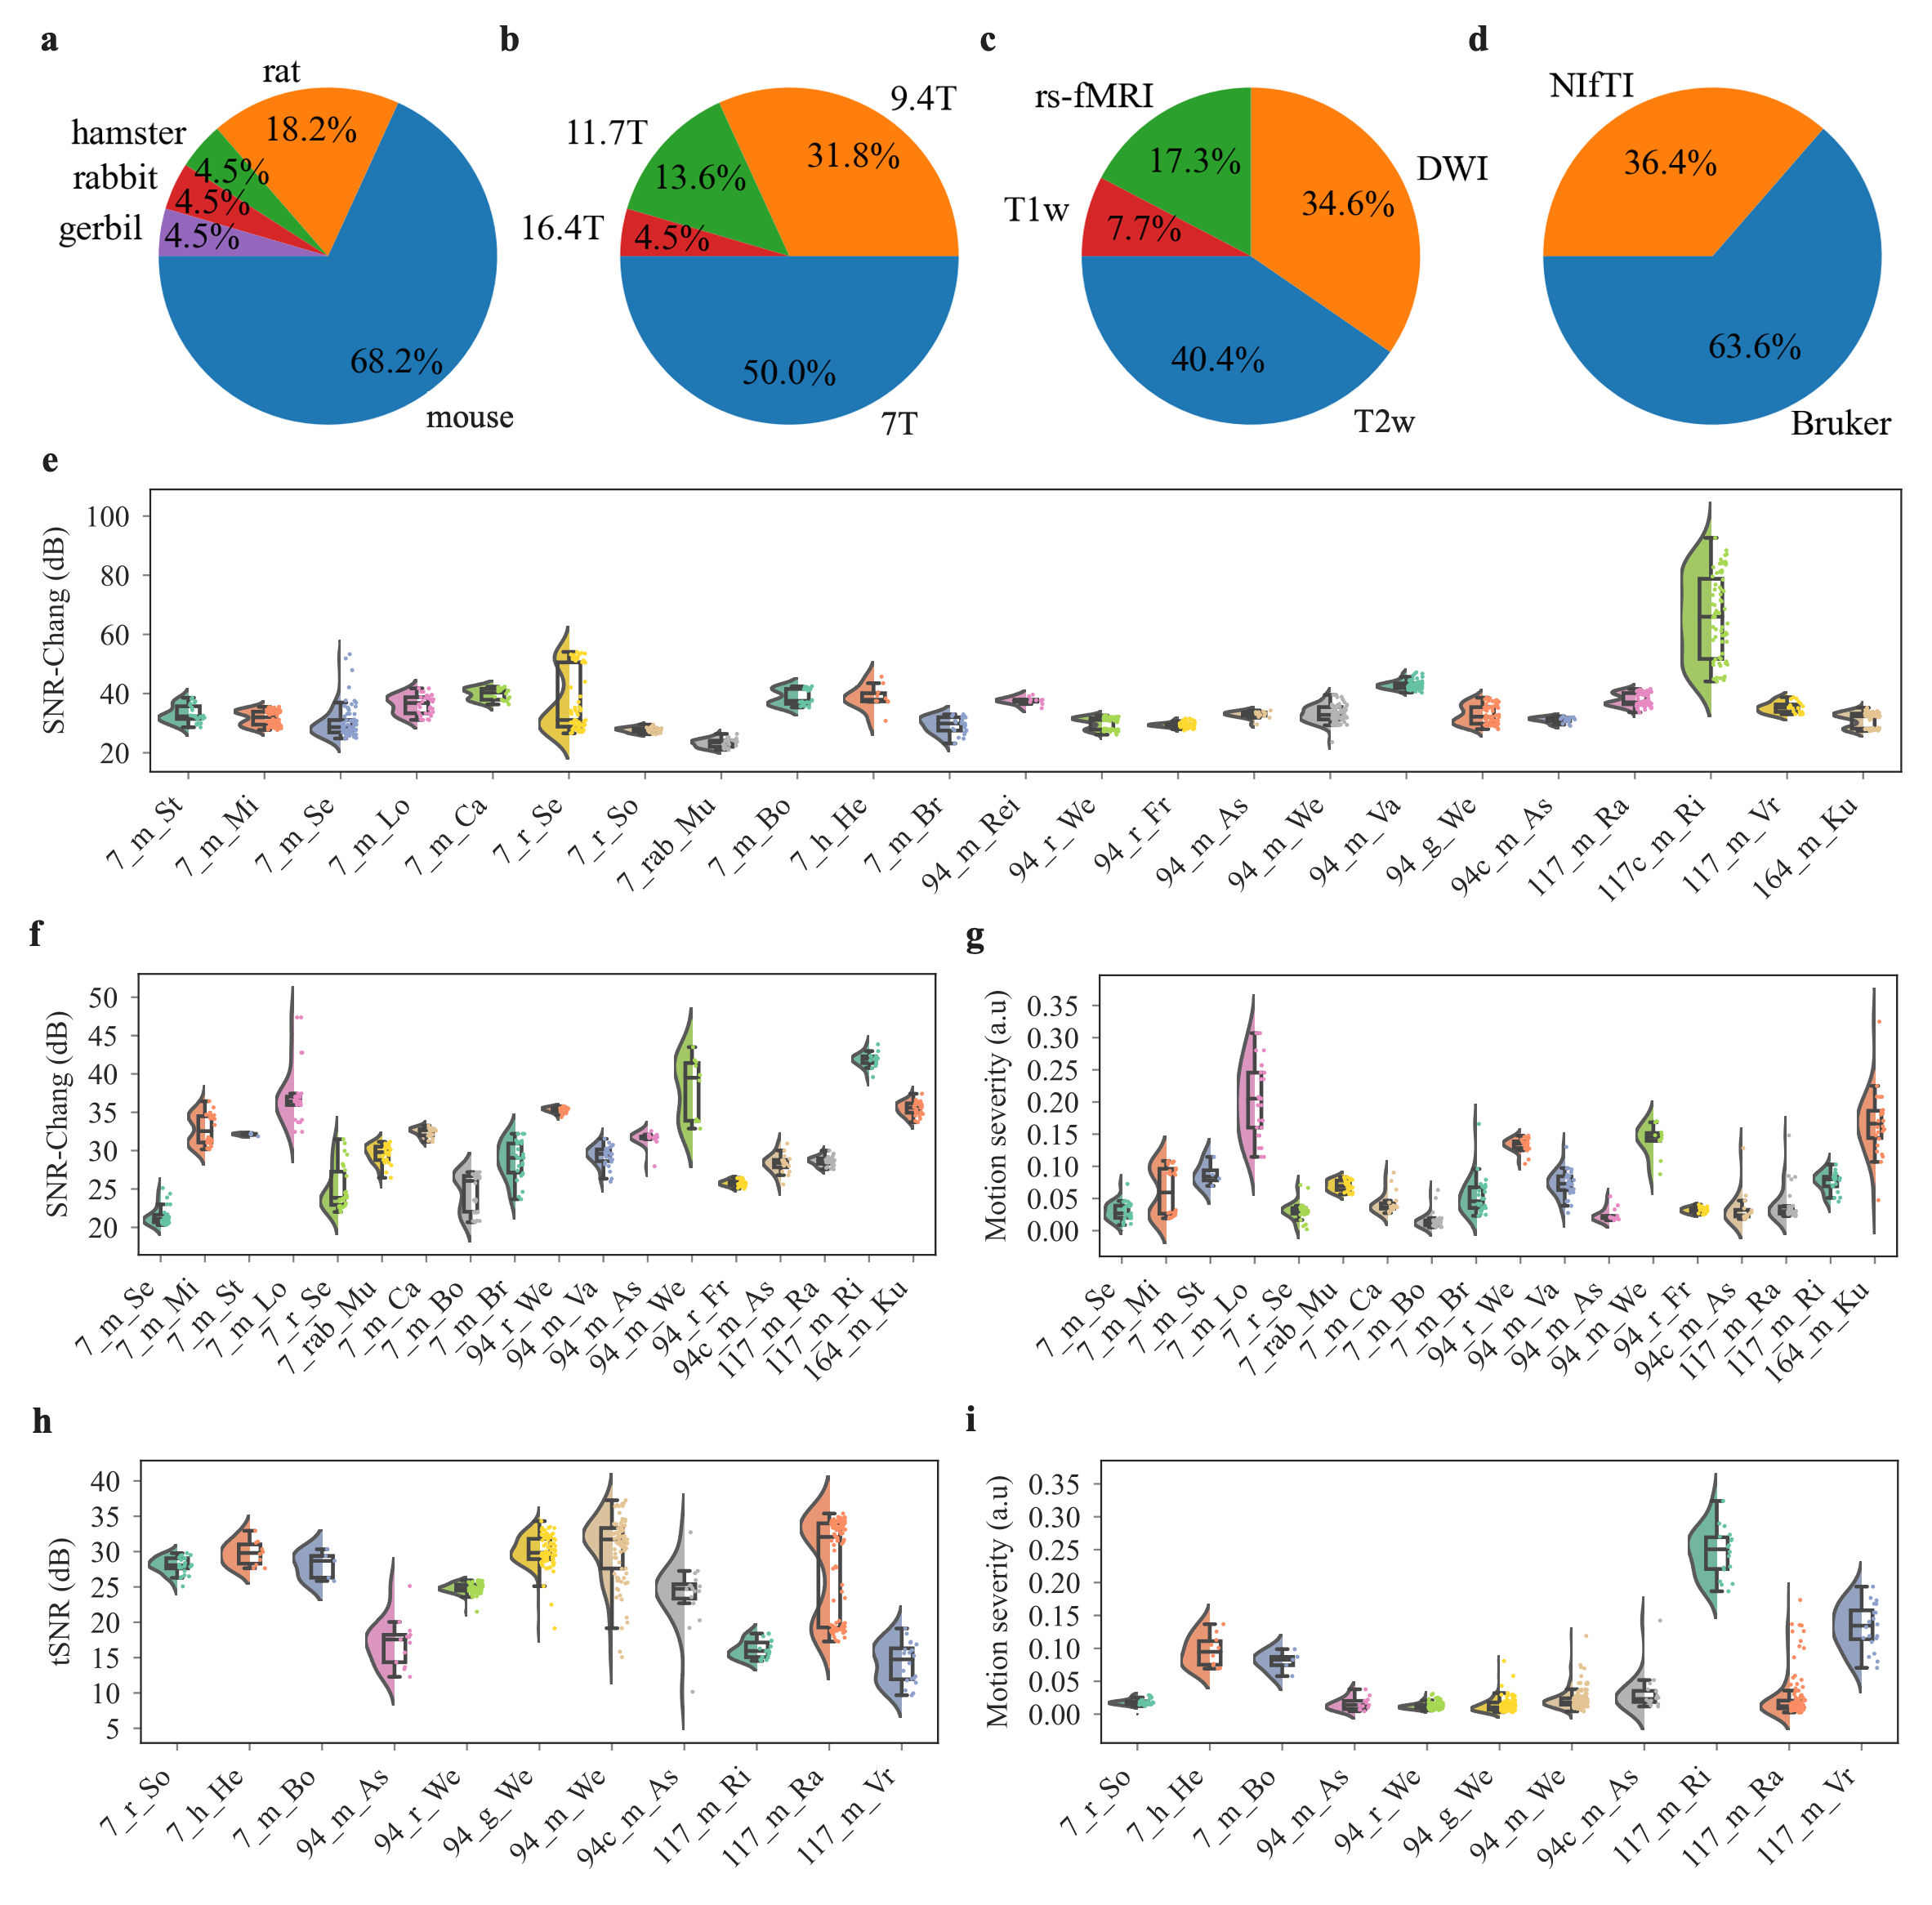 a
b
c
d
rat
hamster
rabbit
gerbil
mouse
18.2%
4.5%
4.5%
4.5%
68.2%
9.4T
11.7T
16.4T
7T
31.8%
13.6%
4.5%
50.0%
rs-fMRI
T1w
DWI
T2w
17.3%
7.7%
34.6%
40.4%
NIfTI
Bruker
36.4%
63.6%
e
SNR-Chang (dB)
100
80
60
40
20
7_m_St
7_m_Mi
7_m_Se
7_m_Lo
7_m_Ca
7_r_Se
7_r_So
7_rab_Mu
7_m_Bo
7_h_He
7_m_Br
94_m_Rei
94_r_We
94_r_Fr
94_m_As
94_m_We
94_m_Va
94_g_We
94c_m_As
117_m_Ra
117c_m_Ri
117_m_Vr
164_m_Ku
f
SNR-Chang (dB)
50
45
40
35
30
25
20
7_m_Se
7_m_Mi
7_m_St
7_m_Lo
7_r_Se
7_rab_Mu
7_m_Ca
7_m_Bo
7_m_Br
94_r_We
94_m_Va
94_m_As
94_m_We
94_r_Fr
94c_m_As
117_m_Ra
117_m_Ri
164_m_Ku
g
Motion severity (a.u)
0.35
0.30
0.25
0.20
0.15
0.10
0.05
0.00
7_m_Se
7_m_Mi
7_m_St
7_m_Lo
7_r_Se
7_rab_Mu
7_m_Ca
7_m_Bo
7_m_Br
94_r_We
94_m_Va
94_m_As
94_m_We
94_r_Fr
94c_m_As
117_m_Ra
117_m_Ri
164_m_Ku
h
tSNR (dB)
40
35
30
25
20
15
10
5
7_r_So
7_h_He
7_m_Bo
94_m_As
94_r_We
94_g_We
94_m_We
94c_m_As
117_m_Ri
117_m_Ra
117_m_Vr
i
Motion severity (a.u)
0.35
0.30
0.25
0.20
0.15
0.10
0.05
0.00
7_r_So
7_h_He
7_m_Bo
94_m_As
94_r_We
94_g_We
94_m_We
94c_m_As
117_m_Ri
117_m_Ra
117_m_Vr